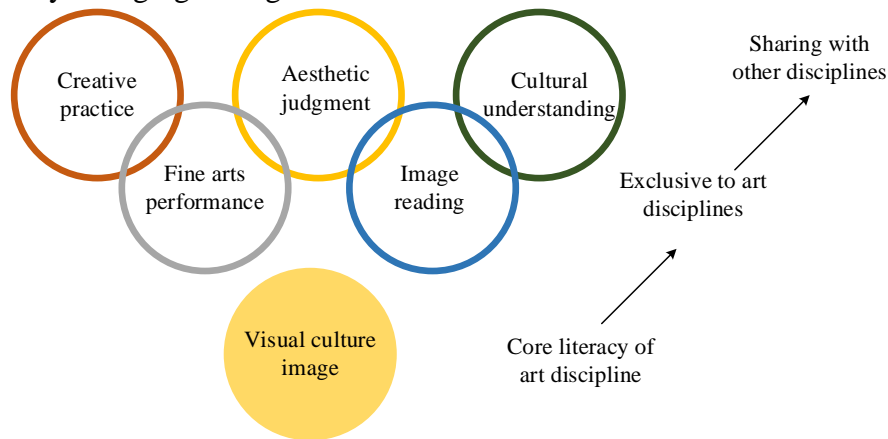 Creative
practice
Aesthetic
judgment
Cultural
understanding
Sharing with
other disciplines
Fine arts
performance
Image
reading
Exclusive to art
disciplines
Visual culture
image
Core literacy of
art discipline